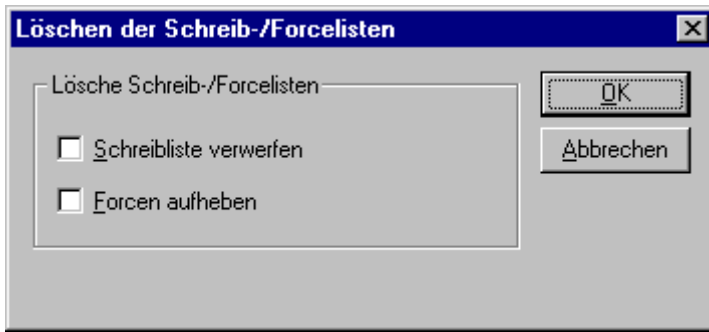 Löschen der Schreib-/Forcelisten
Lösche Schreib-/Forcelisten
OK
Schreibliste verwerfen
Abbrechen
Forcen aufheben